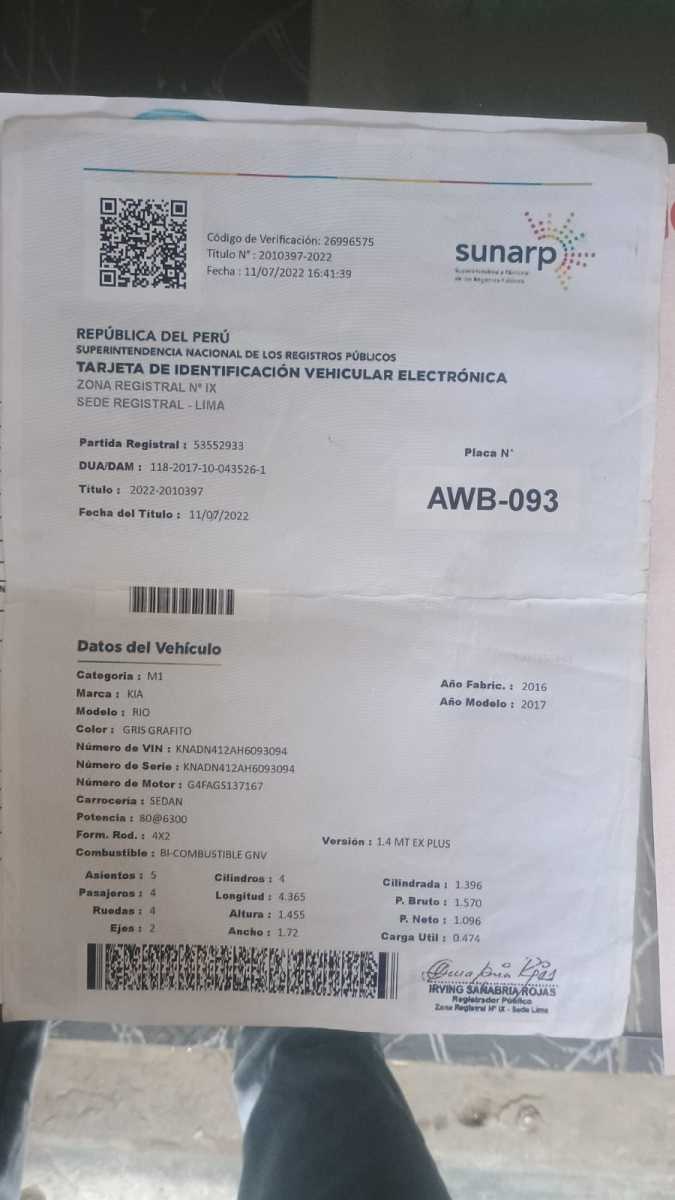 Código de Verificación: 26996575
Título N° : 2010397-2022
Fecha : 11/07/2022 16:41:39
sunarp
Superintendencia Nacional
de los Registros Públicos
REPÚBLICA DEL PERÚ
SUPERINTENDENCIA NACIONAL DE LOS REGISTROS PÚBLICOS
TARJETA DE IDENTIFICACIÓN VEHICULAR ELECTRÓNICA
ZONA REGISTRAL N° IX
SEDE REGISTRAL - LIMA
Partida Registral : 53552933
DUA/DAM : 118-2017-10-043526-1
Título : 2022-2010397
Fecha del Título : 11/07/2022
Placa N°
AWB-093
Datos del Vehículo
Categoría : M1
Marca : KIA
Modelo : RIO
Color : GRIS GRAFITO
Número de VIN : KNADN412AH6093094
Número de Serie : KNADN412AH6093094
Número de Motor : G4FAGS137167
Carrocería : SEDAN
Potencia : 80@6300
Form. Rod. : 4X2
Combustible : BI-COMBUSTIBLE GNV
Año Fabric. : 2016
Año Modelo : 2017
Versión : 1.4 MT EX PLUS
Asientos : 5
Pasajeros : 4
Ruedas : 4
Ejes : 2
Cilindros : 4
Longitud : 4.365
Altura : 1.455
Ancho : 1.72
Cilindrada : 1.396
P. Bruto : 1.570
P. Neto : 1.096
Carga Util : 0.474
IRVING SANABRIA ROJAS
Registrador Público
Zona Registral N° IX - Sede Lima